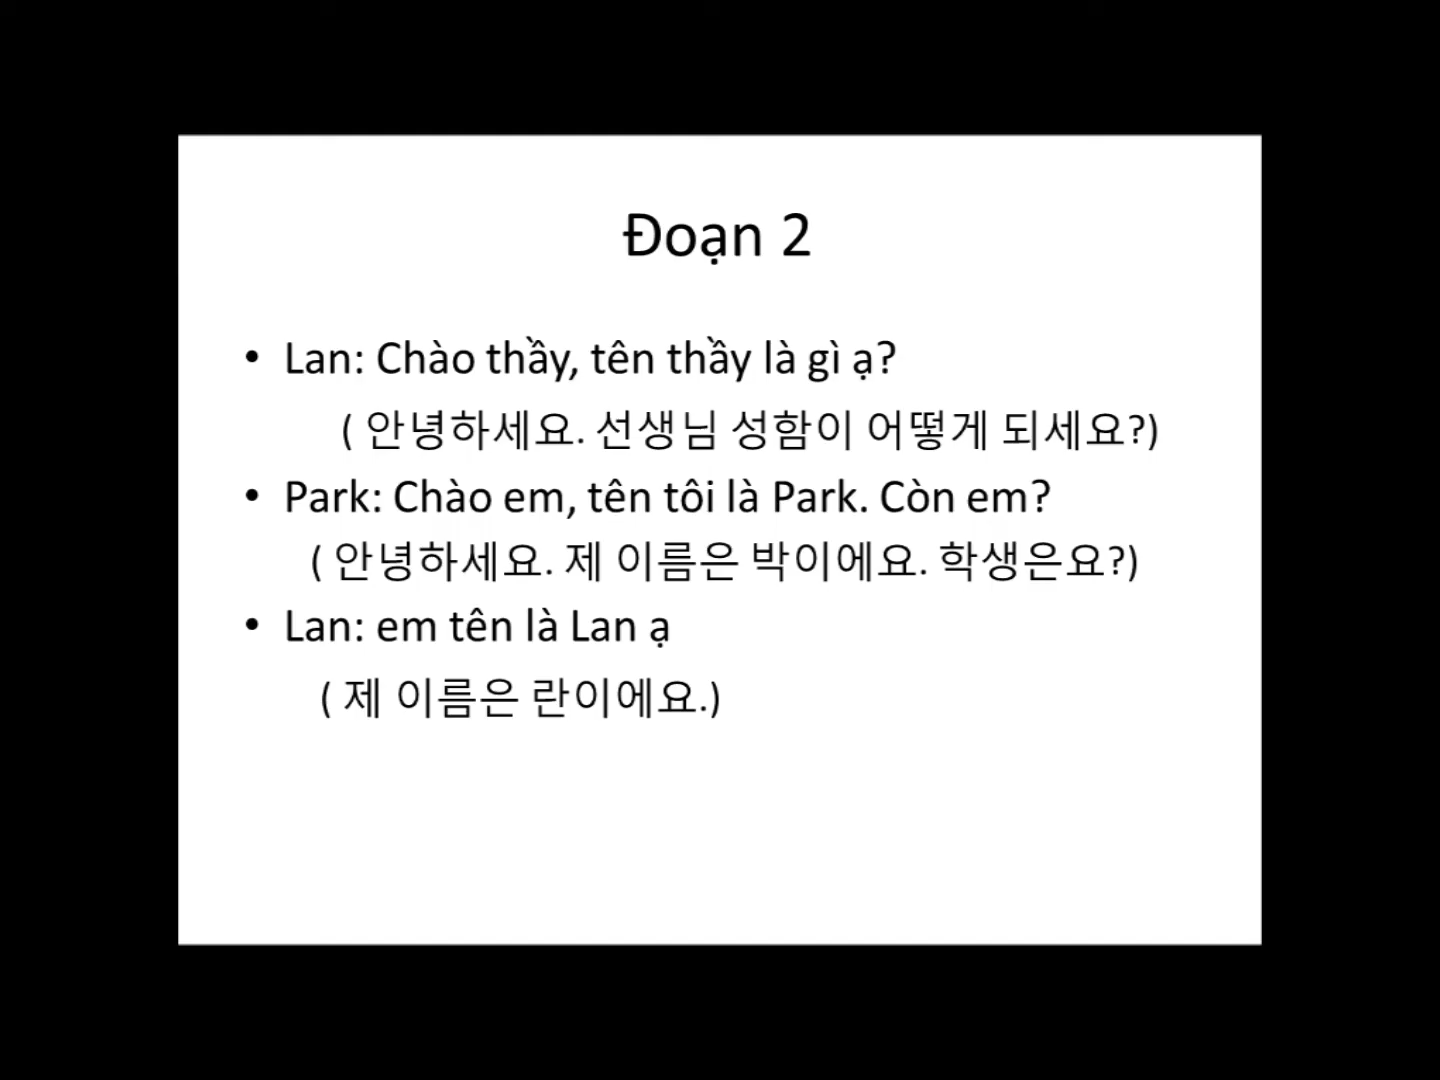 Đoạn 2
• Lan: Chào thầy, tên thầy là gì ạ?
( 안녕하세요. 선생님 성함이 어떻게 되세요?)
• Park: Chào em, tên tôi là Park. Còn em?
( 안녕하세요. 제 이름은 박이에요. 학생은요?)
• Lan: em tên là Lan ạ
( 제 이름은 란이에요.)